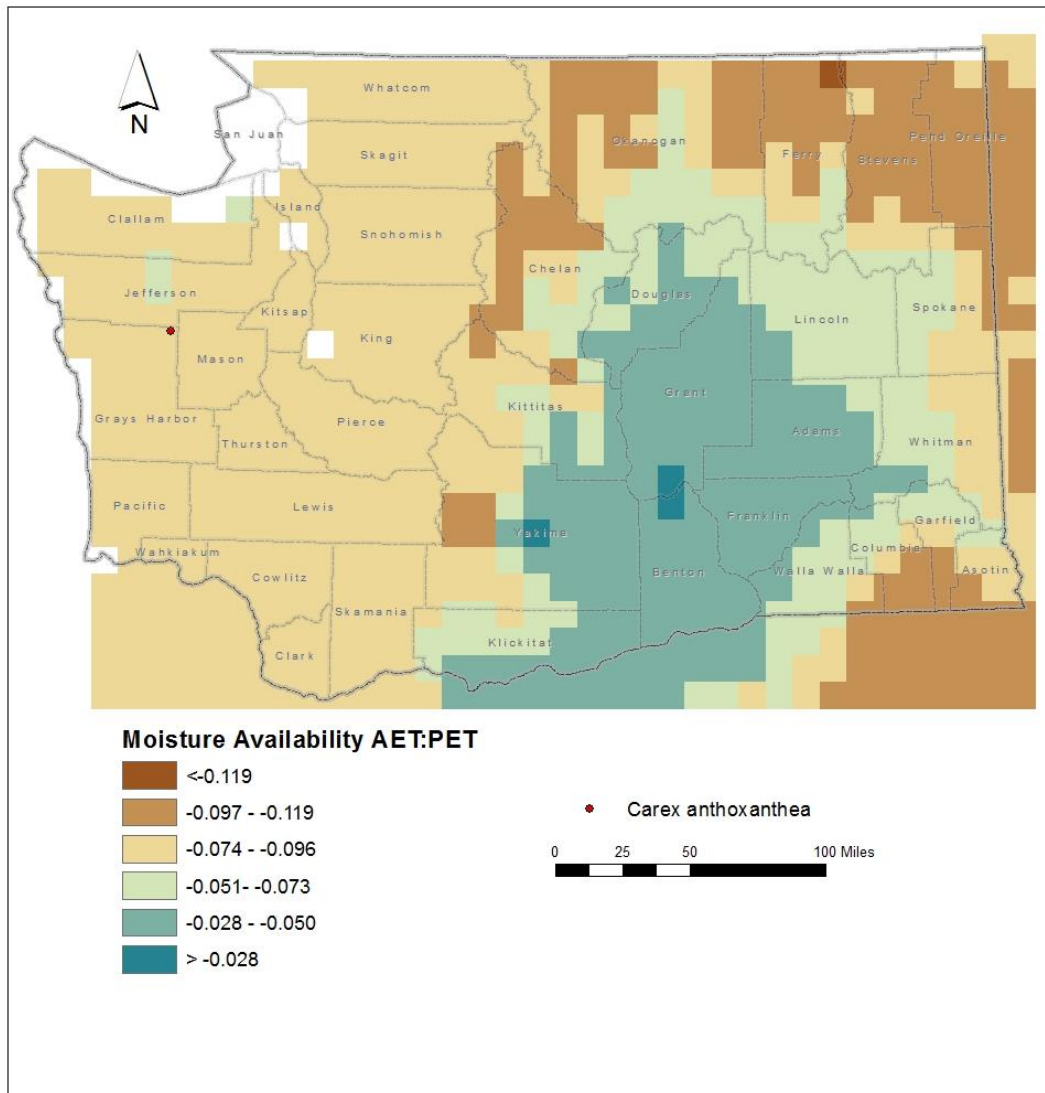 N
Whatcom
San Juan
Skagit
Okanogan
Ferry
Stevens
Pend Oreille
Clallam
Island
Snohomish
Chelan
Jefferson
Kitsap
King
Douglas
Lincoln
Spokane
Mason
Grays Harbor
Thurston
Pierce
Kittitas
Grant
Adams
Whitman
Pacific
Lewis
Yakima
Franklin
Garfield
Wahkiakum
Cowlitz
Skamania
Benton
Walla Walla
Columbia
Asotin
Clark
Klickitat
Moisture Availability AET:PET
<-0.119
-0.097 - -0.119
-0.074 - -0.096
-0.051- -0.073
-0.028 - -0.050
> -0.028
Carex anthoxanthea
0 25 50 100 Miles